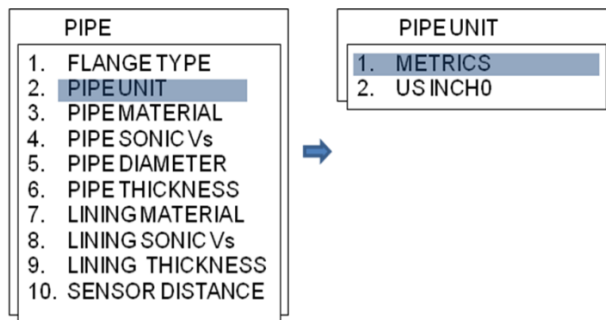 PIPE
1. FLANGE TYPE
2. PIPE UNIT
3. PIPE MATERIAL
4. PIPE SONIC Vs
5. PIPE DIAMETER
6. PIPE THICKNESS
7. LINING MATERIAL
8. LINING SONIC Vs
9. LINING THICKNESS
10. SENSOR DISTANCE
PIPE UNIT
1. METRICS
2. US INCH0